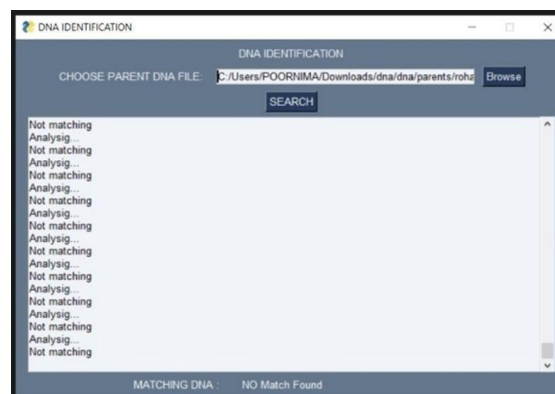 DNA IDENTIFICATION
DNA IDENTIFICATION
CHOOSE PARENT DNA FILE: C:/Users/POORNIMA/Downloads/dna/dna/parents/roha Browse
SEARCH
Not matching
Analysig...
Not matching
Analysig...
Not matching
Analysig...
Not matching
Analysig...
Not matching
Analysig...
Not matching
Analysig...
Not matching
Analysig...
Not matching
Analysig...
Not matching
Analysig...
Not matching
MATCHING DNA : NO Match Found